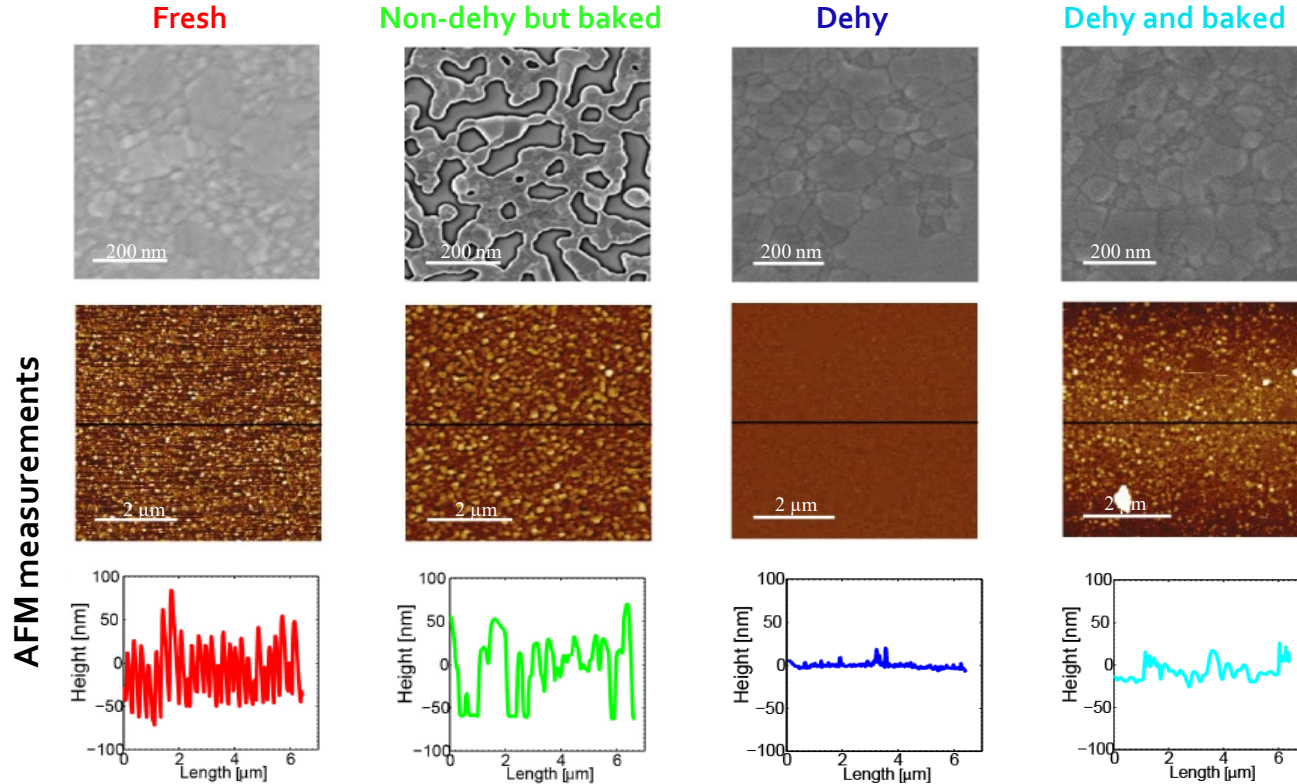 Fresh
Non-dehy but baked
Dehy
Dehy and baked
200 nm
200 nm
200 nm
200 nm
AFM measurements
2 µm
2 µm
2 µm
2 µm
Height [nm]
100
50
0
−50
−100
0
2
4
6
Length [µm]
Height [nm]
100
50
0
−50
−100
0
2
4
6
Length [µm]
Height [nm]
100
50
0
−50
−100
0
2
4
6
Length [µm]
Height [nm]
100
50
0
−50
−100
0
2
4
6
Length [µm]